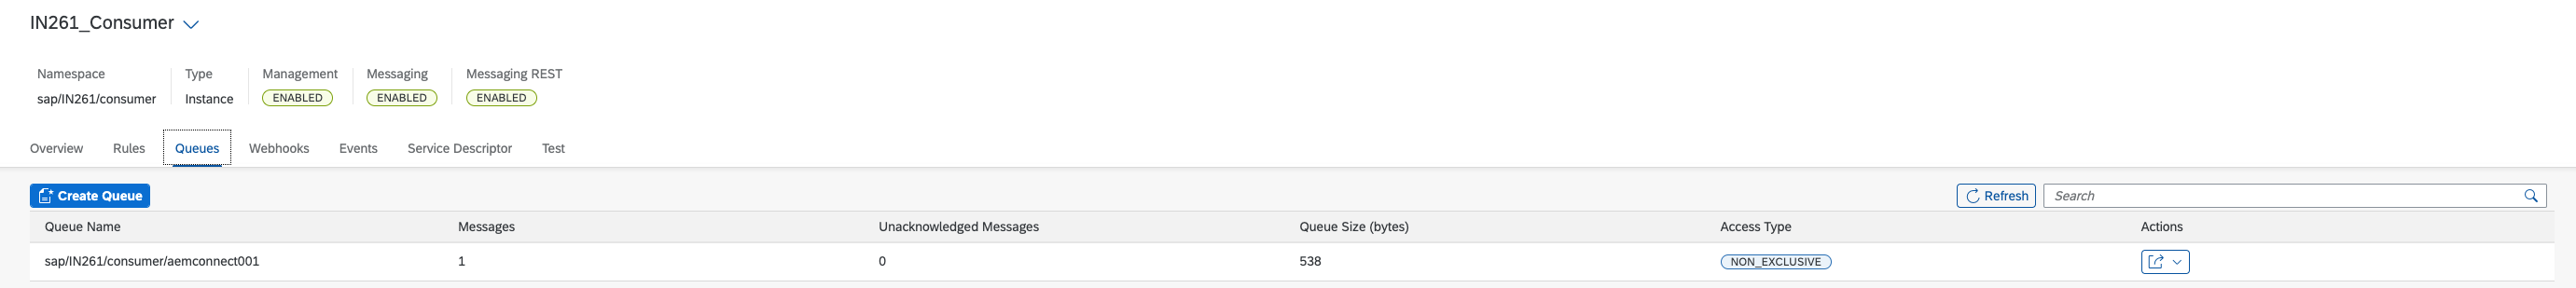 IN261_Consumer
Namespace Type Management Messaging Messaging REST
sap/IN261/consumer Instance ENABLED ENABLED ENABLED
Overview Rules Queues Webhooks Events Service Descriptor Test
Create Queue Refresh Search
Queue Name Messages Unacknowledged Messages Queue Size (bytes) Access Type Actions
sap/IN261/consumer/aemconnect001 1 0 538 NON_EXCLUSIVE